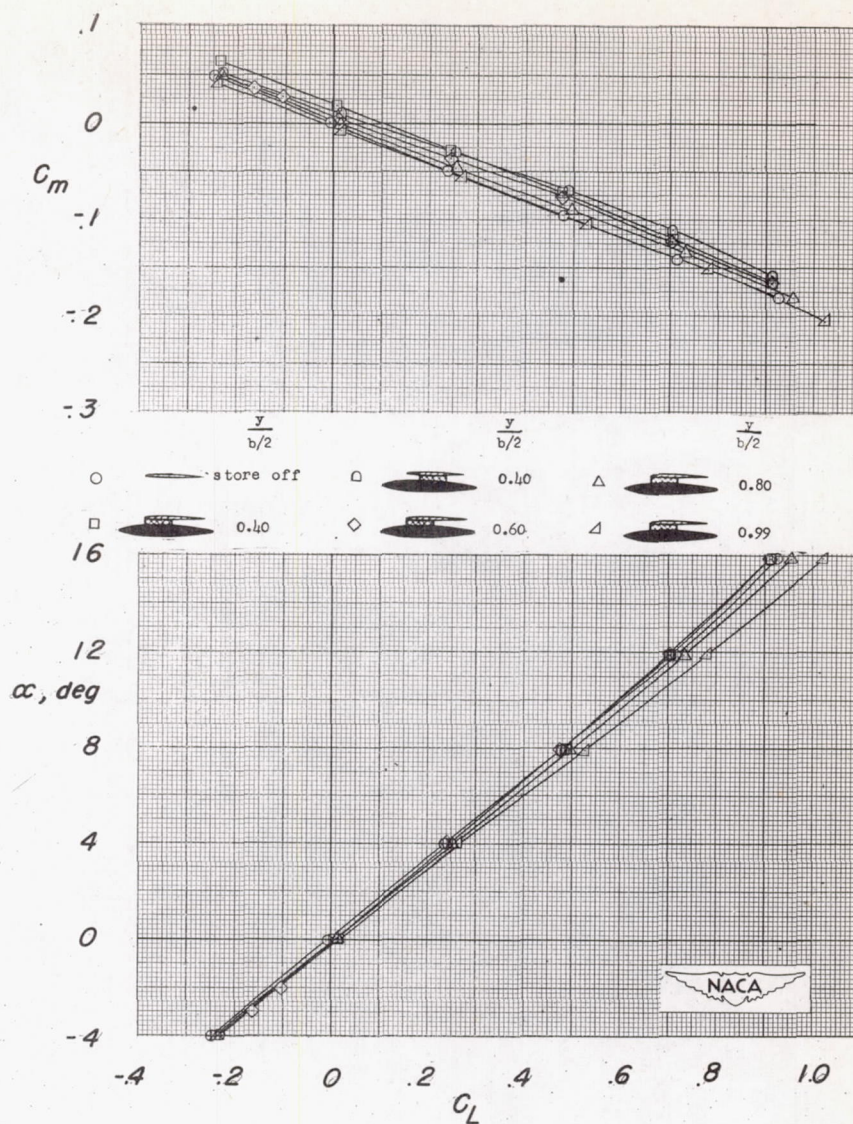 .1
0
C_m
-.1
-.2
-.3
y y y
b/2 b/2 b/2
store off 0.40 0.80
0.40 0.60 0.99
16
12
α, deg
8
4
0
NACA
-4
-.4 -.2 0 .2 .4 .6 .8 1.0
C_L